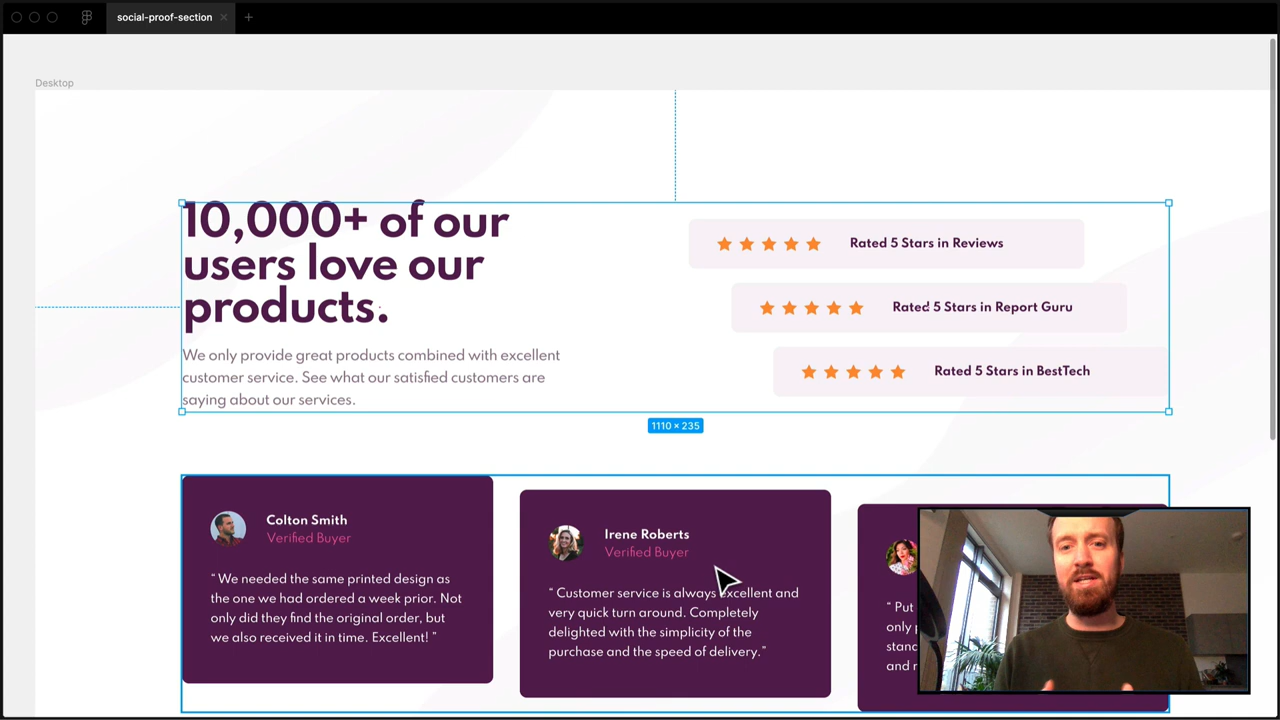 social-proof-section
Desktop
10,000+ of our
users love our
products.
We only provide great products combined with excellent
customer service. See what our satisfied customers are
saying about our services.
Rated 5 Stars in Reviews
Rated 5 Stars in Report Guru
Rated 5 Stars in BestTech
1110 × 235
Colton Smith
Verified Buyer
“ We needed the same printed design as
the one we had ordered a week prior. Not
only did they find the original order, but
we also received it in time. Excellent! ”
Irene Roberts
Verified Buyer
“ Customer service is always excellent and
very quick turn around. Completely
delighted with the simplicity of the
purchase and the speed of delivery.”
“ Put
only
and